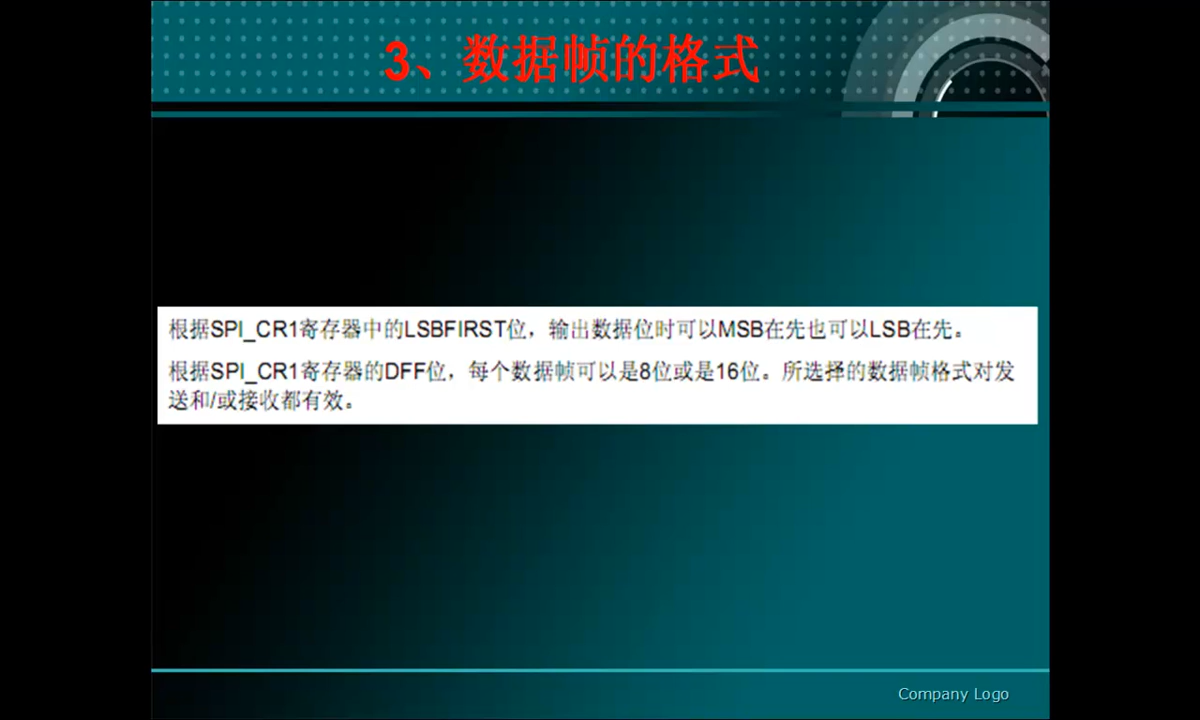 3、数据帧的格式
根据SPI_CR1寄存器中的LSBFIRST位，输出数据位时可以MSB在先也可以LSB在先。
根据SPI_CR1寄存器的DFF位，每个数据帧可以是8位或是16位。所选择的数据帧格式对发
送和/或接收都有效。
Company Logo